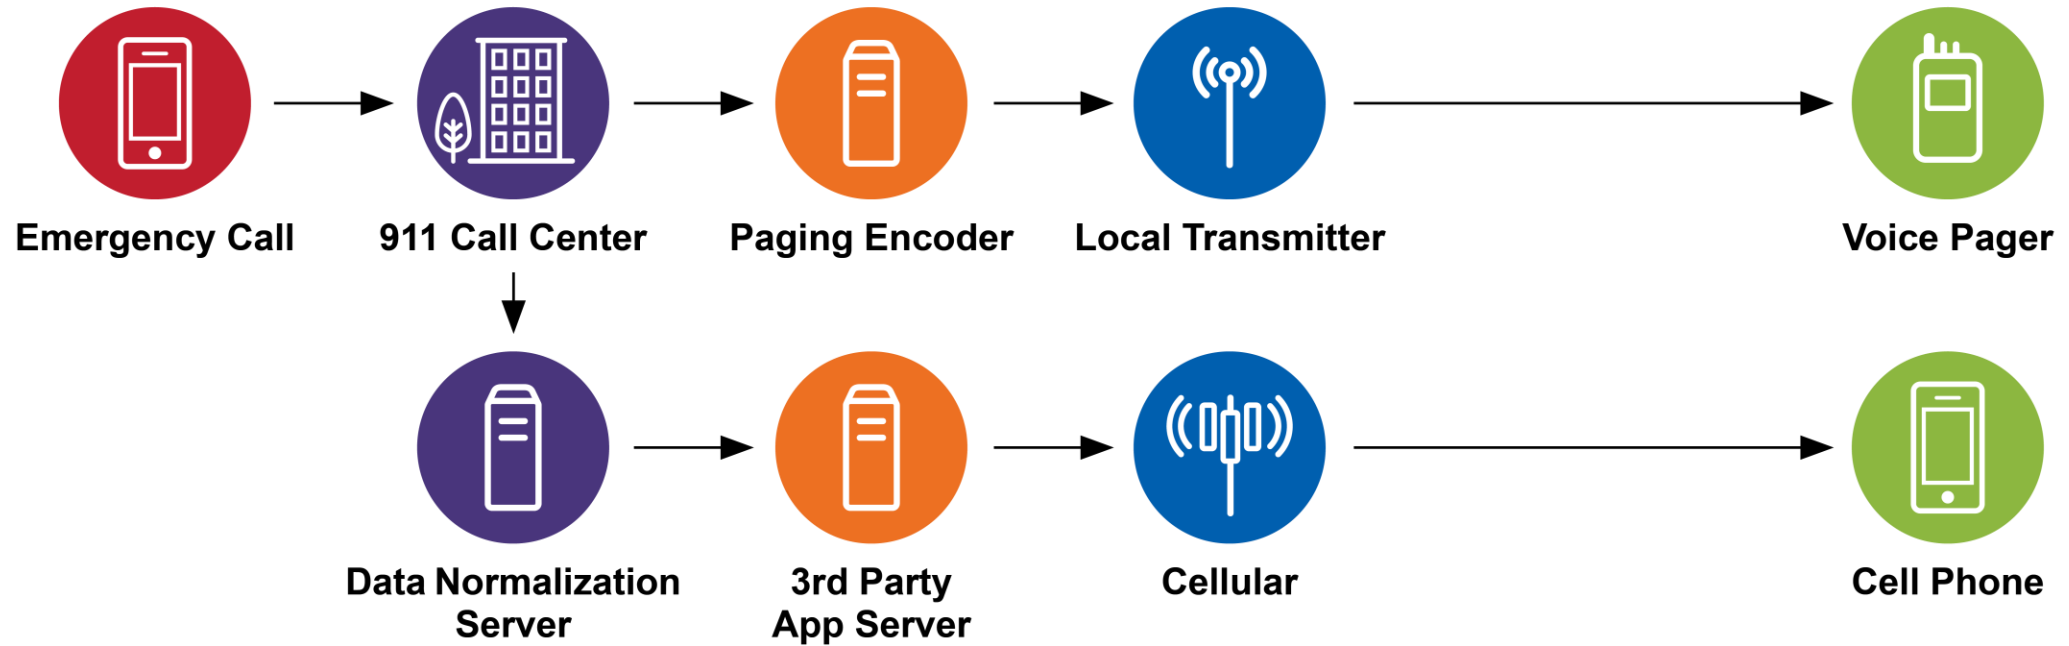 Emergency Call
911 Call Center
Paging Encoder
Local Transmitter
Voice Pager
Data Normalization
Server
3rd Party
App Server
Cellular
Cell Phone